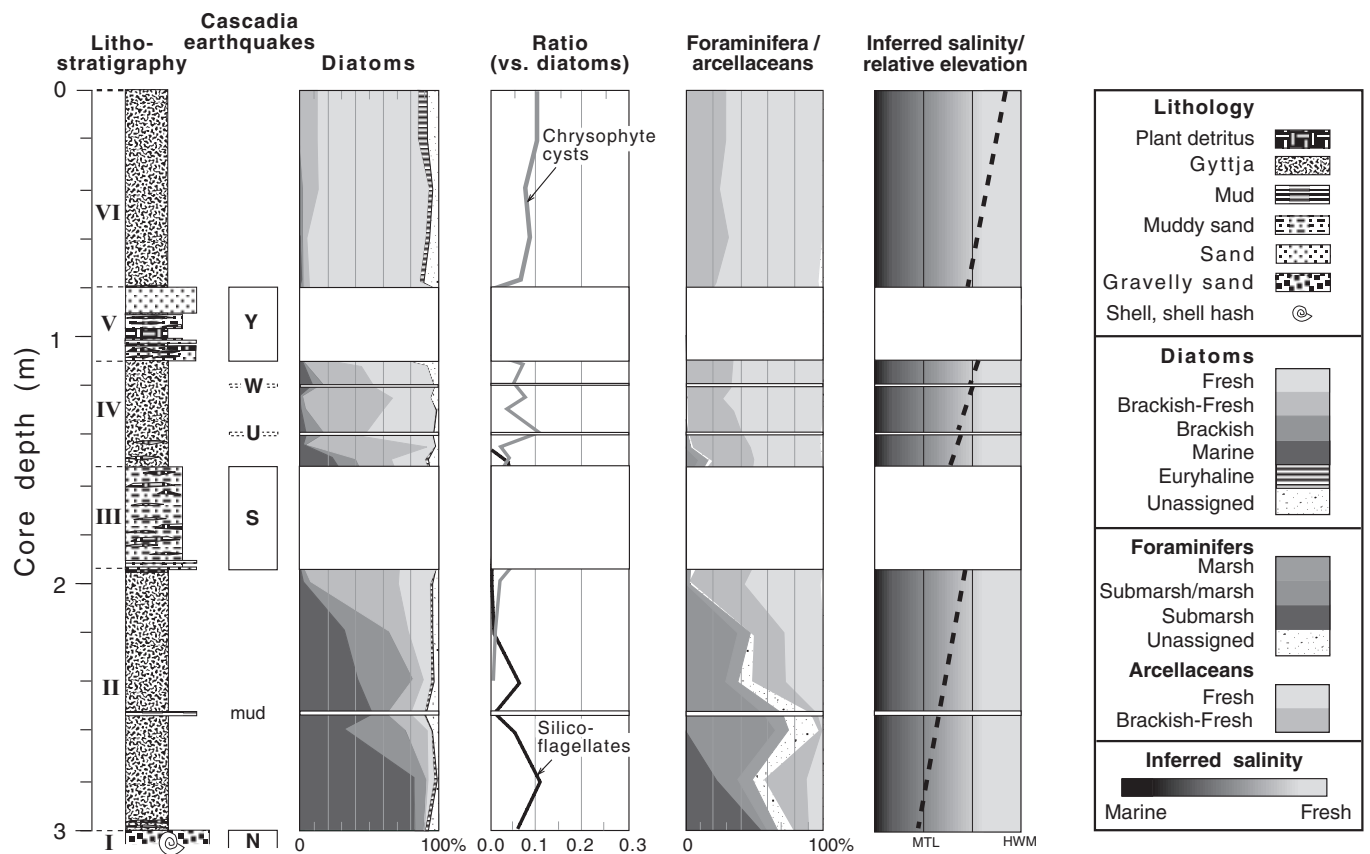 Litho-
stratigraphy
Cascadia
earthquakes
Diatoms
Ratio
(vs. diatoms)
Foraminifera /
arcellaceans
Inferred salinity/
relative elevation
Core depth (m)
0
1
2
3
VI
V
IV
III
II
I
Y
W
U
S
mud
N
Chrysophyte
cysts
Silico-
flagellates
0 100%
0.0 0.1 0.2 0.3
0 100%
MTL HWM
Lithology
Plant detritus
Gyttja
Mud
Muddy sand
Sand
Gravelly sand
Shell, shell hash
Diatoms
Fresh
Brackish-Fresh
Brackish
Marine
Euryhaline
Unassigned
Foraminifers
Marsh
Submarsh/marsh
Submarsh
Unassigned
Arcellaceans
Fresh
Brackish-Fresh
Inferred salinity
Marine Fresh